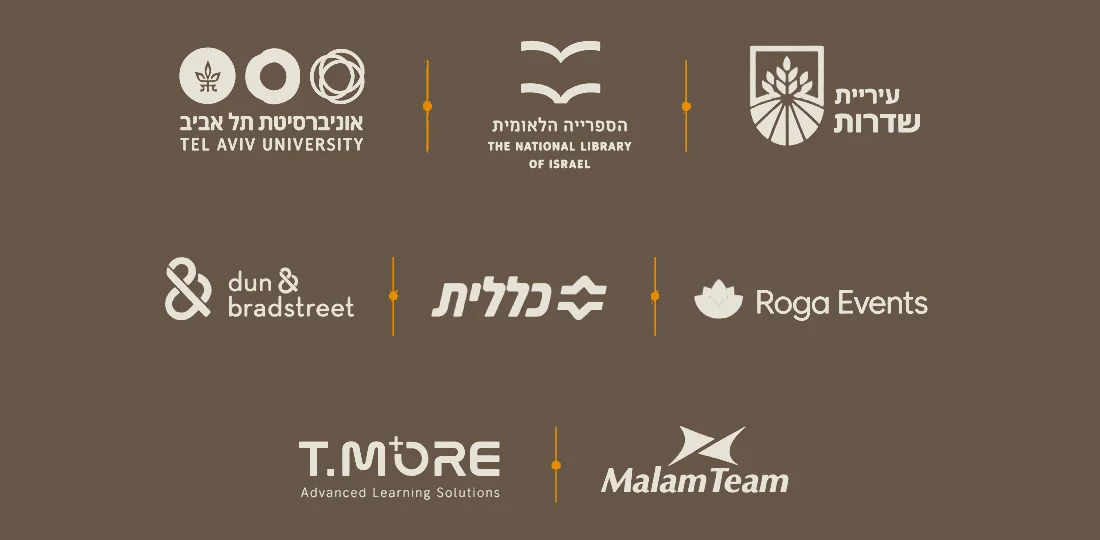 אוניברסיטת תל אביב
TEL AVIV UNIVERSITY
הספרייה הלאומית
THE NATIONAL LIBRARY
OF ISRAEL
עיריית
שדרות
dun &
bradstreet
כללית
Roga Events
T.MORE
Advanced Learning Solutions
MalamTeam